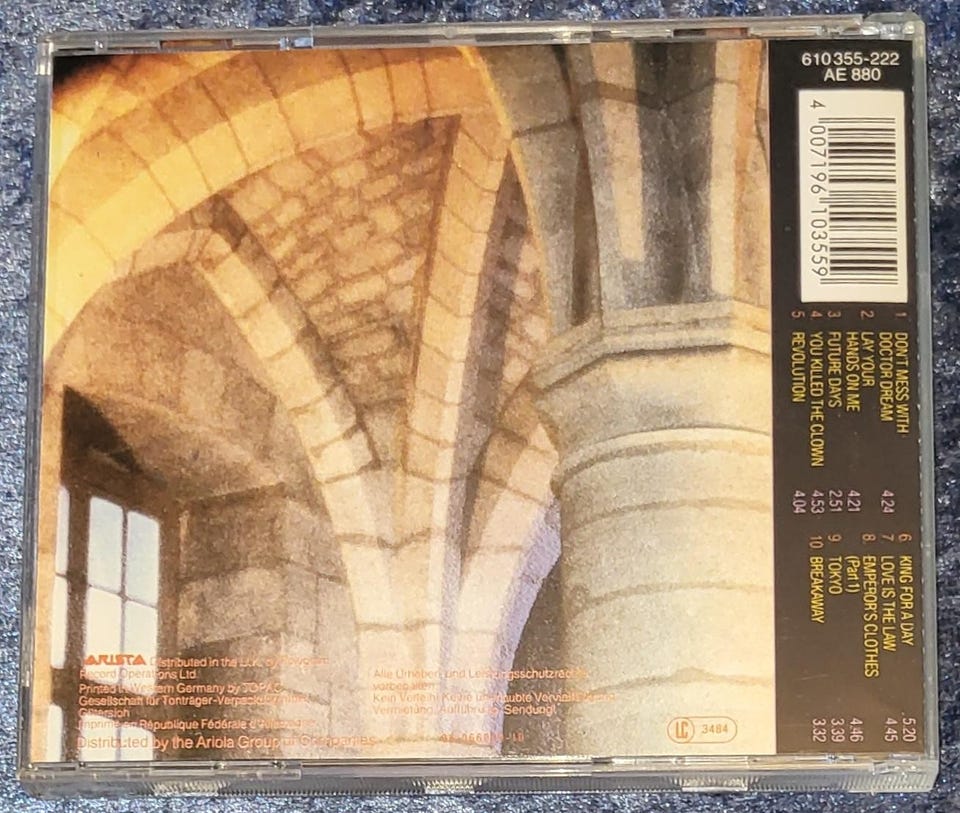 610 355-222
AE 880
4 007196 103559
1. DON'T MESS WITH
DOCTOR DREAM 4.24
2 LAY YOUR
HANDS ON ME 4.21
3 FUTURE DAYS 2.51
4 YOU KILLED THE CLOWN 4.53
5 REVOLUTION 4.04
6 KING FOR A DAY 5.20
7 LOVE IS THE LAW 4.45
8. EMPEROR'S CLOTHES
(Part 1) 4.46
9 TOKYO 3.39
10 BREAKAWAY 3.32
ARISTA Distributed in the U.K. by
Record Operations Ltd.
Printed in Western Germany by TOPAC
Gesellschaft für Tonträger-Verpackungen
Gütersloh
Imprimé en République Fédérale
Distributed by the Ariola Group of Companies
Alle Urheber- und Leistungsschutzrechte
vorbehalten
Kein Verleih! Keine unerlaubte Vervielfältigung,
Vermietung, Aufführung, Sendung!
LC 3484